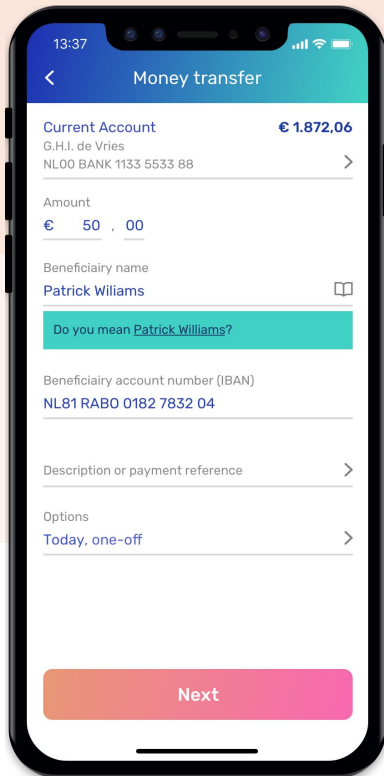 13:37
Money transfer
Current Account € 1.872,06
G.H.I. de Vries
NL00 BANK 1133 5533 88
Amount
€ 50 , 00
Beneficiairy name
Patrick Wiliams
Do you mean Patrick Williams?
Beneficiairy account number (IBAN)
NL81 RABO 0182 7832 04
Description or payment reference
Options
Today, one-off
Next